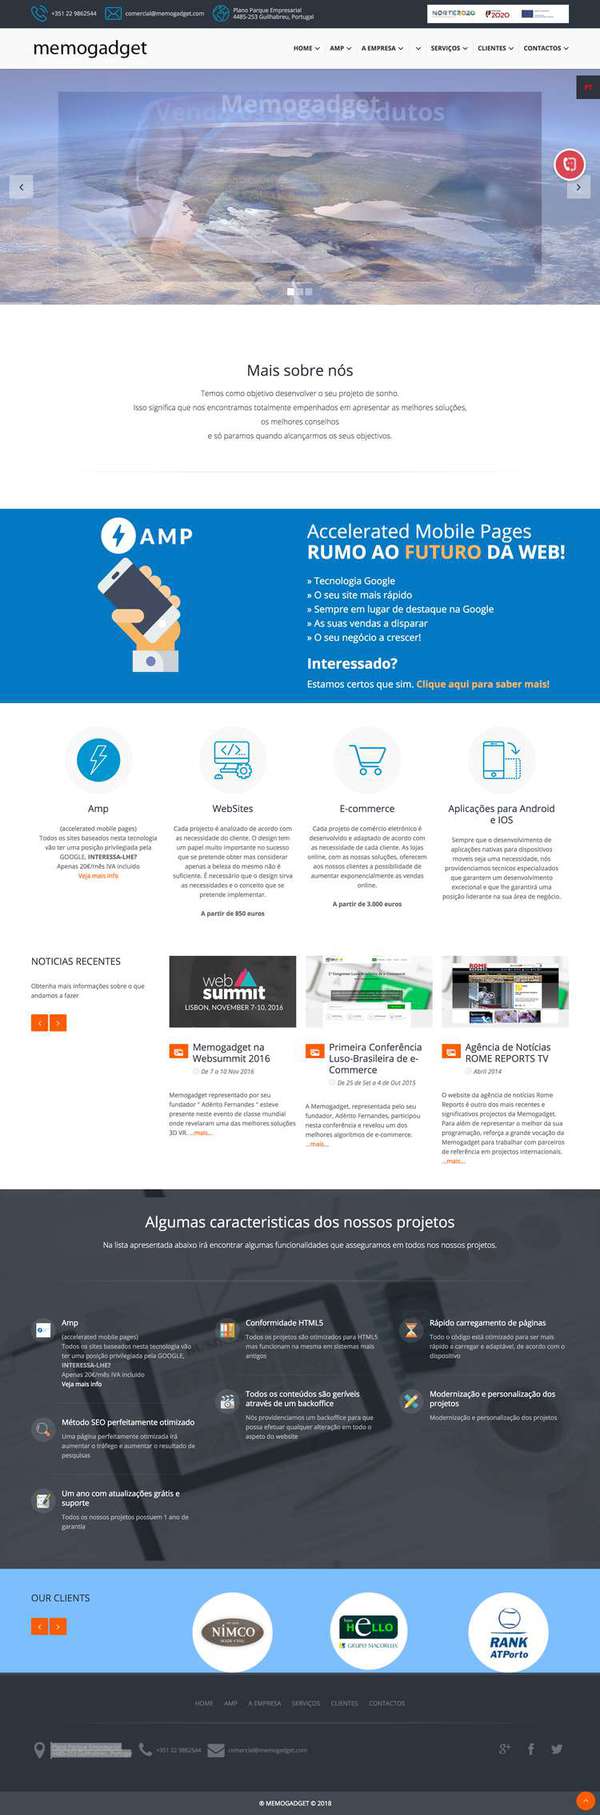 +351 22 9862544
comercial@memogadget.com
Plano Parque Empresarial
4485-253 Guilhabreu, Portugal
NORTE2020
2020
memogadget
HOME
AMP
A EMPRESA
SERVIÇOS
CLIENTES
CONTACTOS
PT
Memogadget
Mais sobre nós
Temos como objetivo desenvolver o seu projeto de sonho.
Isso significa que nos encontramos totalmente empenhados em apresentar as melhores soluções,
os melhores conselhos
e só paramos quando alcançarmos os seus objectivos.
AMP
Accelerated Mobile Pages
RUMO AO FUTURO DA WEB!
» Tecnologia Google
» O seu site mais rápido
» Sempre em lugar de destaque na Google
» As suas vendas a disparar
» O seu negócio a crescer!
Interessado?
Estamos certos que sim. Clique aqui para saber mais!
Amp
(accelerated mobile pages)
Todos os sites baseados nesta tecnologia
vão ter uma posição privilegiada pela
GOOGLE, INTERESSA-LHE?
Apenas 20€/mês IVA incluido
Veja mais info
WebSites
Cada projecto é analizado de acordo com
as necessidade do cliente. O design tem
um papel muito importante no sucesso
que se pretende obter mas considerar
apenas a beleza do mesmo não é
suficiente. É necessário que o design sirva
as necessidades e o conceito que se
pretende implementar.
A partir de 850 euros
E-commerce
Cada projeto de comércio eletrónico é
desenvolvido e adaptado de acordo com
as necessidade de cada cliente. As lojas
online, com as nossas soluções, oferecem
aos nossos clientes a possibilidade de
aumentar exponencialmente as vendas
online.
A partir de 3.000 euros
Aplicações para Android
e IOS
Sempre que o desenvolvimento de
aplicações nativas para dispositivos
moveis seja uma necessidade, nós
providenciamos tecnicos especializados
que garantem um desenvolvimento
excecional e que lhe garantirá uma
posição liderante na sua área de negócio.
NOTICIAS RECENTES
Obtenha mais informações sobre o que
andamos a fazer
web
summit
LISBON, NOVEMBER 7-10, 2016
ROME
REPORTS
Memogadget na
Websummit 2016
De 7 a 10 Nov 2016
Memogadget representado por seu
fundador " Adérito Fernandes " esteve
presente neste evento de classe mundial
onde revelaram uma das melhores soluções
3D VR. ...mais...
Primeira Conferência
Luso-Brasileira de e-
Commerce
De 25 de Set a 4 de Out 2015
A Memogadget, representada pelo seu
fundador, Adérito Fernandes, participou
nesta conferência e revelou um dos
melhores algoritmos de e-commerce.
...mais...
Agência de Notícias
ROME REPORTS TV
Abril 2014
O website da agência de notícias Rome
Reports é outro dos mais recentes e
significativos projectos da Memogadget.
Para além de representar o melhor da sua
programação, reforça a grande vocação da
Memogadget para trabalhar com parceiros
de referência em projectos internacionais.
...mais...
Algumas caracteristicas dos nossos projetos
Na lista apresentada abaixo irá encontrar algumas funcionalidades que asseguramos em todos nos nossos projetos.
Amp
(accelerated mobile pages)
Todos os sites baseados nesta tecnologia vão
ter uma posição privilegiada pela GOOGLE,
INTERESSA-LHE?
Apenas 20€/mês IVA incluido
Veja mais info
Método SEO perfeitamente otimizado
Uma página perfeitamente otimizada irá
aumentar o tráfego e aumentar o resultado de
pesquisas
Um ano com atualizações grátis e
suporte
Todos os nossos projetos possuem 1 ano de
garantia
Conformidade HTML5
Todos os projetos são otimizados para HTML5
mas funcionam na mesma em sistemas mais
antigos
Todos os conteúdos são geríveis
através de um backoffice
Nós providenciamos um backoffice para que
possa efetuar qualquer alteração em todo o
aspeto do website
Rápido carregamento de páginas
Todo o código está otimizado para ser mais
rápido a carregar e adaptável, de acordo com o
dispositivo
Modernização e personalização dos
projetos
Modernização e personalização dos projetos
OUR CLIENTS
NIMCO
HELLO
GRUPO MACORLUX
RANK
ATPorto
HOME
AMP
A EMPRESA
SERVIÇOS
CLIENTES
CONTACTOS
+351 22 9862544
comercial@memogadget.com
® MEMOGADGET © 2018